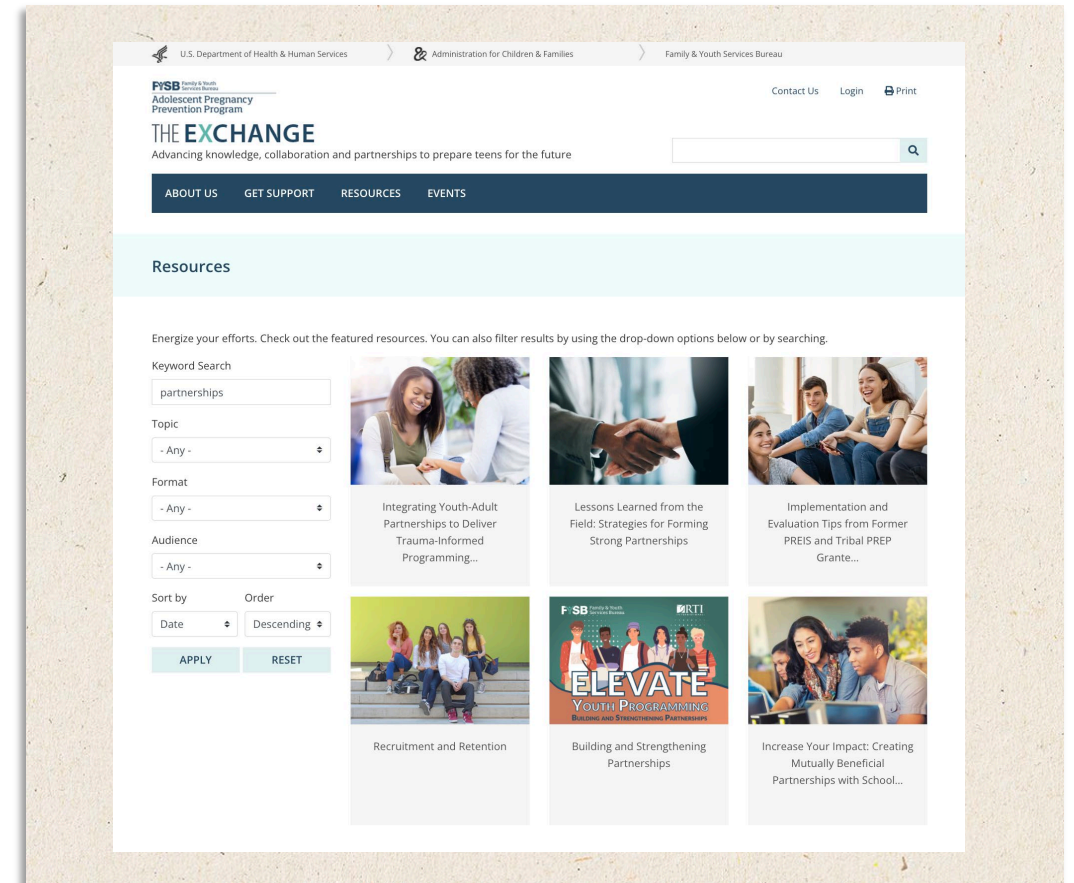 U.S. Department of Health & Human Services
Administration for Children & Families
Family & Youth Services Bureau
FYSB Family & Youth Services Bureau
Adolescent Pregnancy
Prevention Program
Contact Us Login Print
THE EXCHANGE
Advancing knowledge, collaboration and partnerships to prepare teens for the future
ABOUT US GET SUPPORT RESOURCES EVENTS
Resources
Energize your efforts. Check out the featured resources. You can also filter results by using the drop-down options below or by searching.
Keyword Search
partnerships
Topic
- Any -
Format
- Any -
Audience
- Any -
Sort by Order
Date Descending
APPLY RESET
Integrating Youth-Adult
Partnerships to Deliver
Trauma-Informed
Programming...
Lessons Learned from the
Field: Strategies for Forming
Strong Partnerships
Implementation and
Evaluation Tips from Former
PREIS and Tribal PREP
Grante...
Recruitment and Retention
FYSB Family & Youth Services Bureau
RTI
ELEVATE
YOUTH PROGRAMMING
BUILDING AND STRENGTHENING PARTNERSHIPS
Building and Strengthening
Partnerships
Increase Your Impact: Creating
Mutually Beneficial
Partnerships with School...